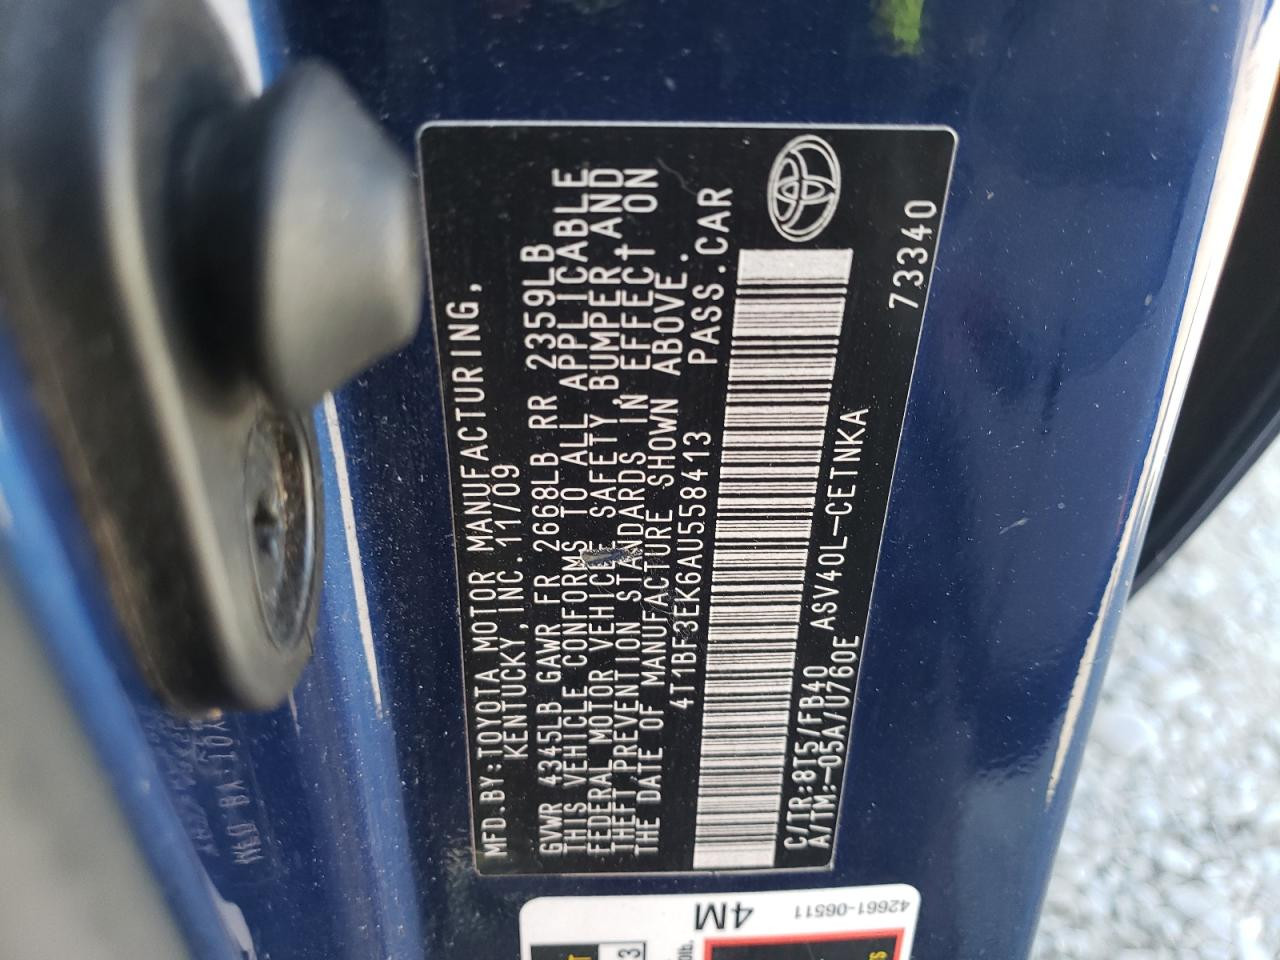 MFD.BY:TOYOTA MOTOR MANUFACTURING,
KENTUCKY,INC.11/09
GVWR 4345LB GAWR FR 2668LB RR 2359LB
THIS VEHICLE CONFORMS TO ALL APPLICABLE
FEDERAL MOTOR VEHICLE SAFETY,BUMPER AND
THEFT PREVENTION STANDARDS IN EFFECT ON
THE DATE OF MANUFACTURE SHOWN ABOVE.
4T1BF3EK6AU558413 PASS.CAR
C/TR:8T5/FB40 ASV40L-CETNKA
A/TM:-05A/U760E 73340
42661-06511
4M
3